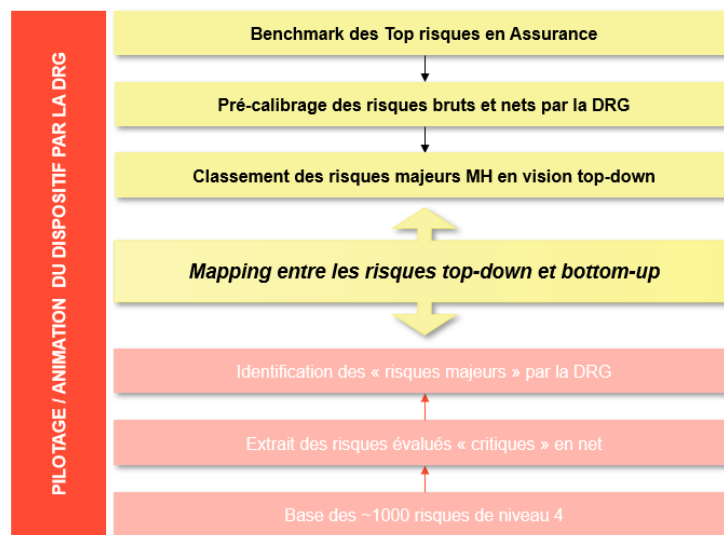 PILOTAGE / ANIMATION DU DISPOSITIF PAR LA DRG
Benchmark des Top risques en Assurance
Pré-calibrage des risques bruts et nets par la DRG
Classement des risques majeurs MH en vision top-down
Mapping entre les risques top-down et bottom-up
Identification des « risques majeurs » par la DRG
Extrait des risques évalués « critiques » en net
Base des ~1000 risques de niveau 4